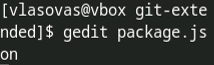 [vlasovas@vbox git-exte
nded]$ gedit package.js
on